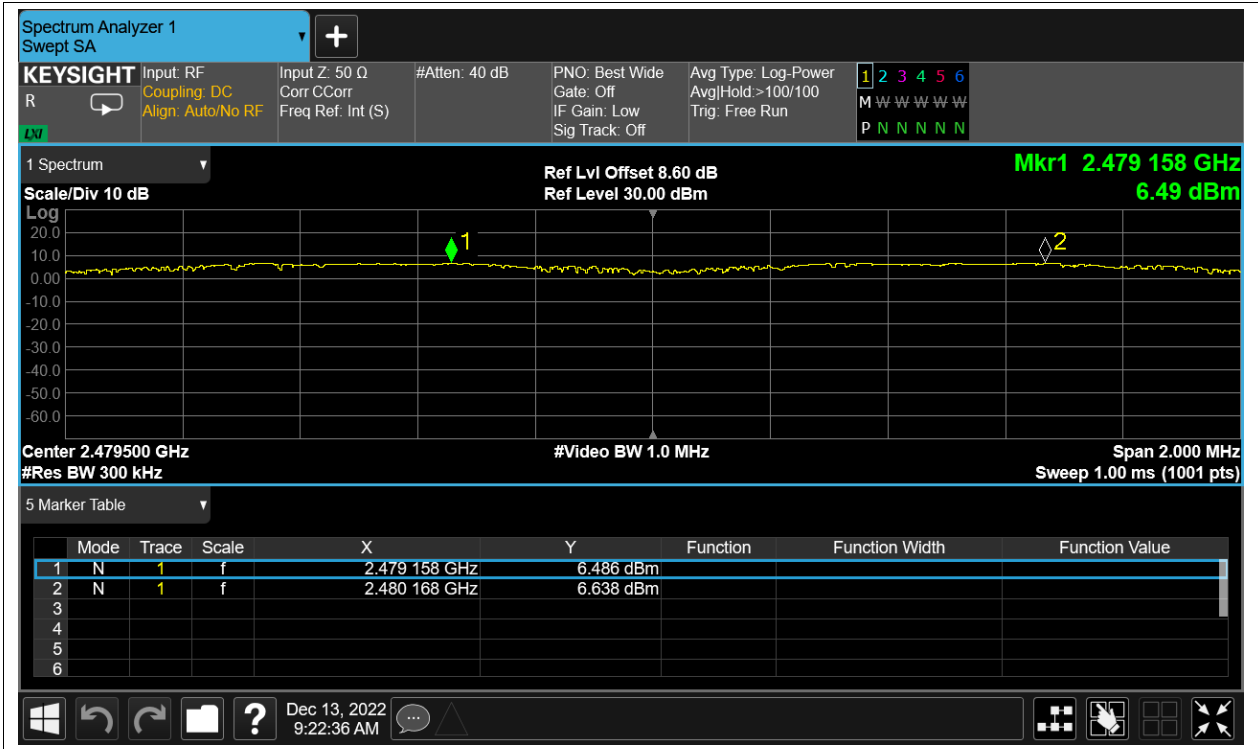 Spectrum Analyzer 1
Swept SA
KEYSIGHT
R
LXI
Input: RF
Coupling: DC
Align: Auto/No RF
Input Z: 50 Ω
Corr CCorr
Freq Ref: Int (S)
#Atten: 40 dB
PNO: Best Wide
Gate: Off
IF Gain: Low
Sig Track: Off
Avg Type: Log-Power
Avg|Hold:>100/100
Trig: Free Run
1 2 3 4 5 6
M W W W W W
P N N N N N
1 Spectrum
Scale/Div 10 dB
Ref Lvl Offset 8.60 dB
Ref Level 30.00 dBm
Mkr1 2.479 158 GHz
6.49 dBm
Log
20.0
10.0
0.00
-10.0
-20.0
-30.0
-40.0
-50.0
-60.0
1
2
Center 2.479500 GHz
#Res BW 300 kHz
#Video BW 1.0 MHz
Span 2.000 MHz
Sweep 1.00 ms (1001 pts)
5 Marker Table
Mode Trace Scale X Y Function Function Width Function Value
1 N 1 f 2.479 158 GHz 6.486 dBm
2 N 1 f 2.480 168 GHz 6.638 dBm
3
4
5
6
?
Dec 13, 2022
9:22:36 AM